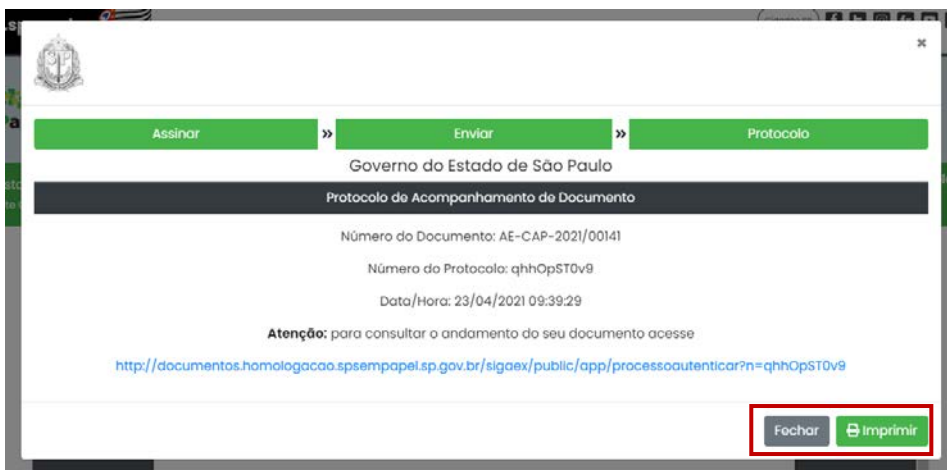 ×
Assinar » Enviar » Protocolo
Governo do Estado de São Paulo
Protocolo de Acompanhamento de Documento
Número do Documento: AE-CAP-2021/00141
Número do Protocolo: qhhOpST0v9
Data/Hora: 23/04/2021 09:39:29
Atenção: para consultar o andamento do seu documento acesse
http://documentos.homologacao.spsempapel.sp.gov.br/sigaex/public/app/processoautenticar?n=qhhOpST0v9
Fechar Imprimir